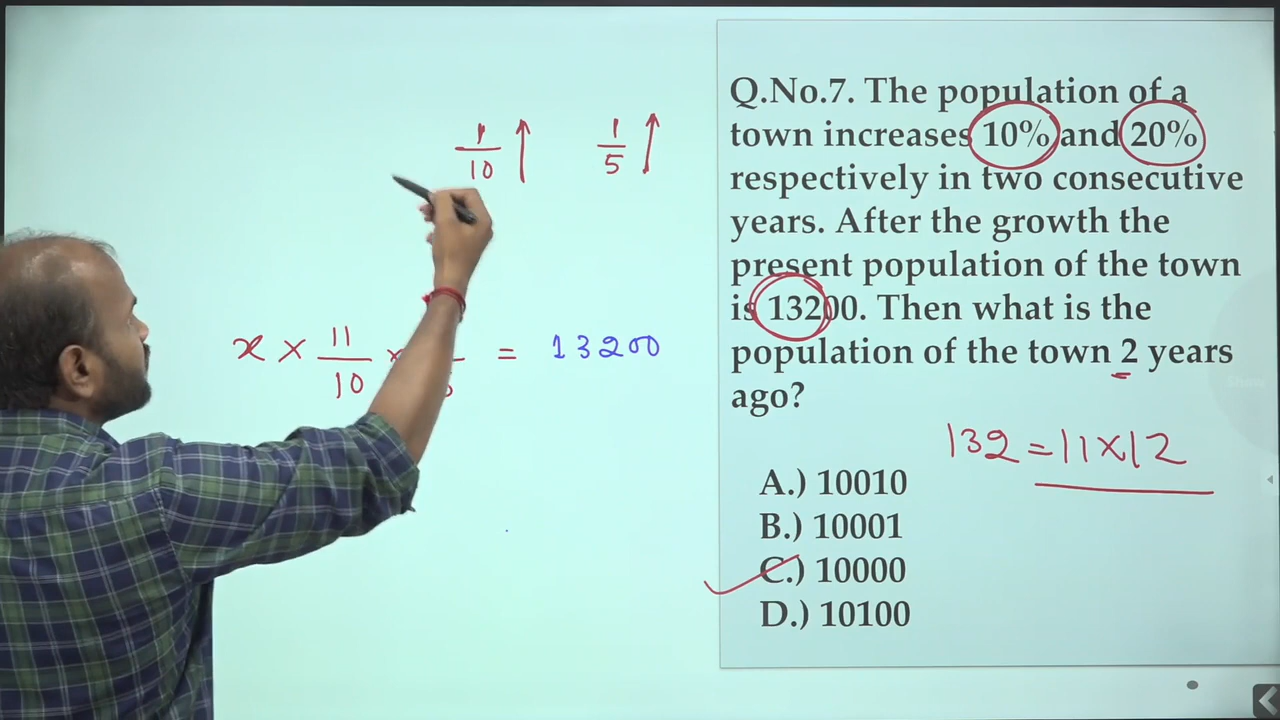 1/10 ↑ 1/5 ↑
x × 11/10 × = 13200
Q.No.7. The population of a
town increases 10% and 20%
respectively in two consecutive
years. After the growth the
present population of the town
is 13200. Then what is the
population of the town 2 years
ago?
132 = 11×12
A.) 10010
B.) 10001
C.) 10000
D.) 10100